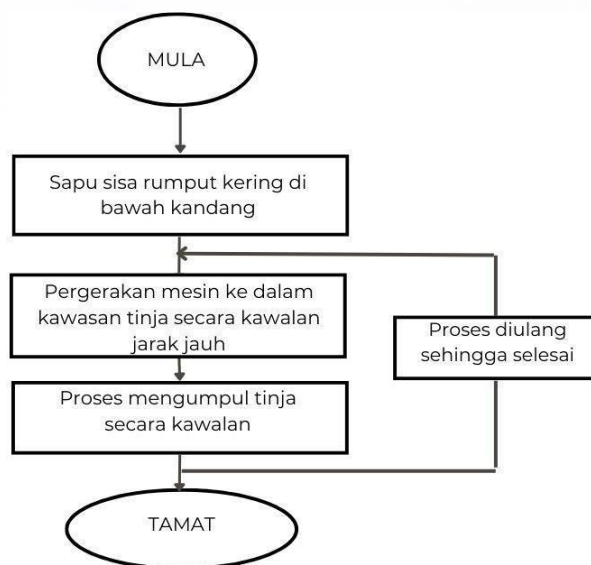 MULA
Sapu sisa rumput kering di
bawah kandang
Pergerakan mesin ke dalam
kawasan tinja secara kawalan
jarak jauh
Proses diulang
sehingga selesai
Proses mengumpul tinja
secara kawalan
TAMAT